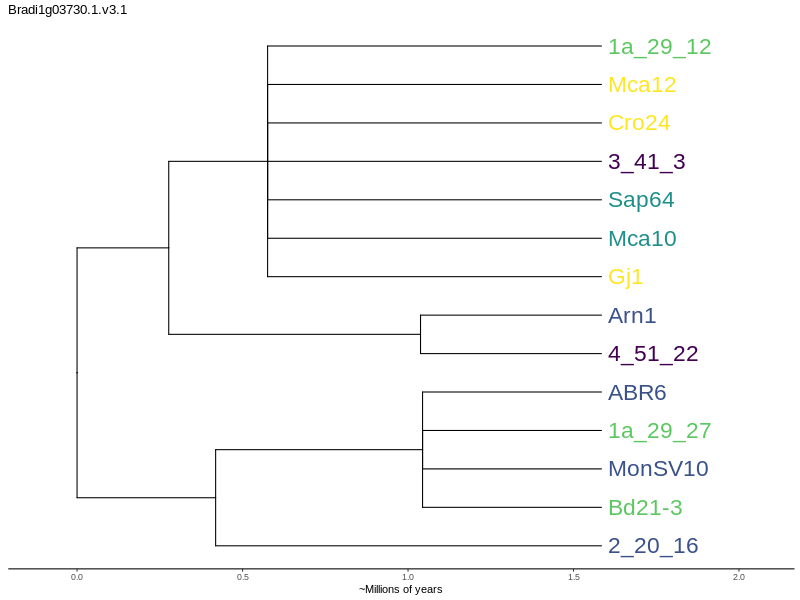 Bradi1g03730.1.v3.1
1a_29_12
Mca12
Cro24
3_41_3
Sap64
Mca10
Gj1
Arn1
4_51_22
ABR6
1a_29_27
MonSV10
Bd21-3
2_20_16
0.0 0.5 1.0 1.5 2.0
~Millions of years